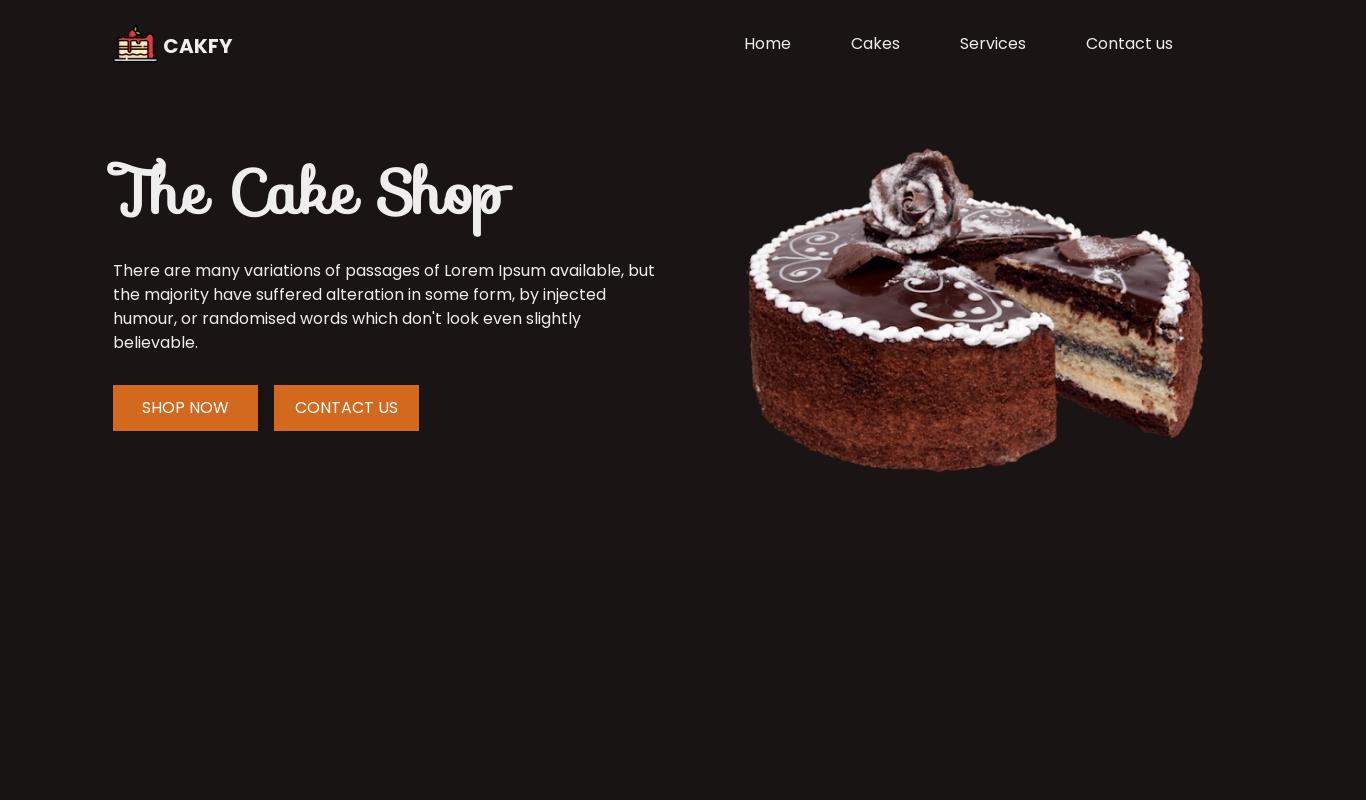 CAKFY
Home
Cakes
Services
Contact us
The Cake Shop
There are many variations of passages of Lorem Ipsum available, but
the majority have suffered alteration in some form, by injected
humour, or randomised words which don't look even slightly
believable.
SHOP NOW
CONTACT US